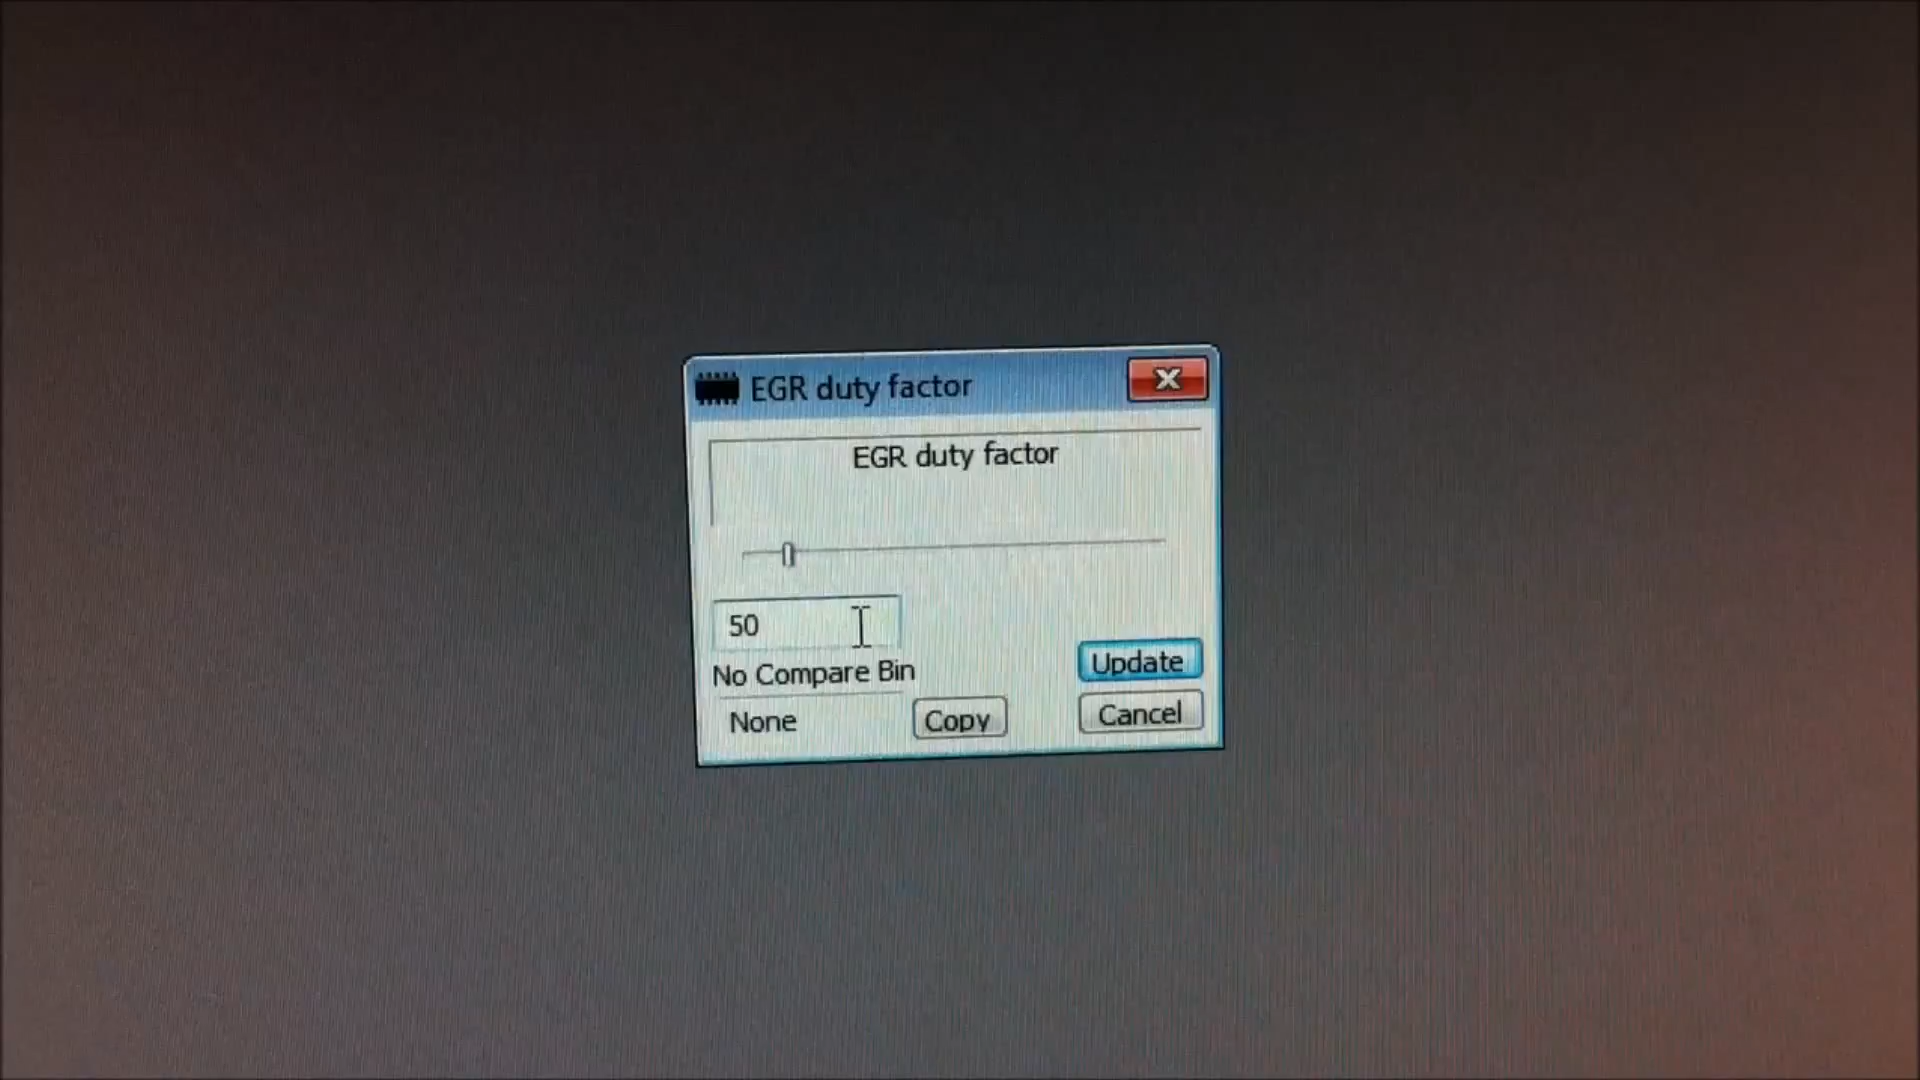 EGR duty factor
EGR duty factor
50
No Compare Bin
Update
None
Copy
Cancel